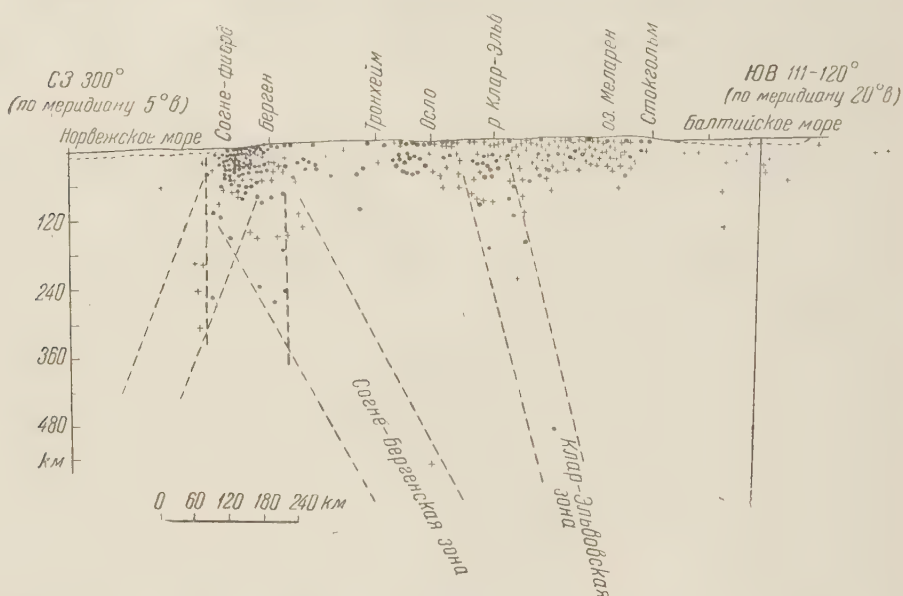 СЗ 300°
(по меридиану 5°в)
Норвежское море
Согне-фиорд
Берген
Тронхейм
Осло
р Клар-Эльв
оз. Меларен
Стокгольм
ЮВ 111-120°
(по меридиану 20°в)
Балтийское море
120
240
360
480
км
0 60 120 180 240 км
Согне-бергенская зона
Клар-Эльвовская
зона